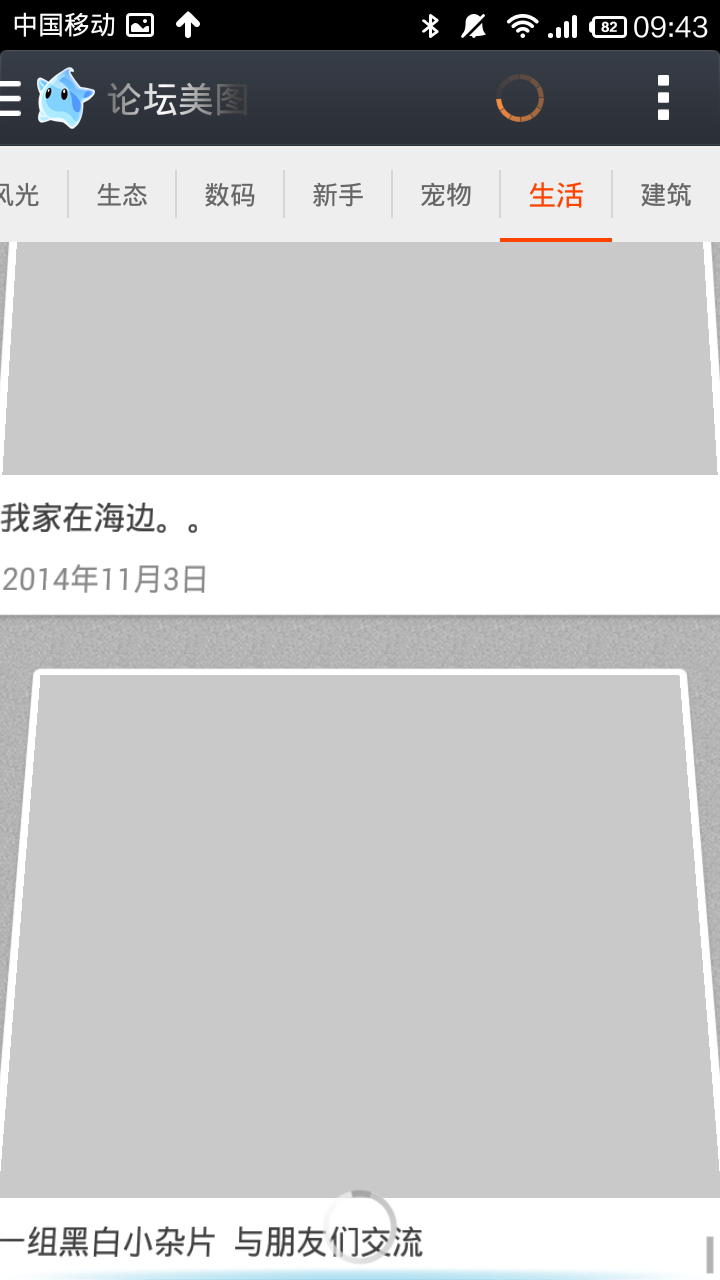 中国移动 82 09:43
论坛美图
风光 生态 数码 新手 宠物 生活 建筑
我家在海边。。
2014年11月3日
一组黑白小杂片 与朋友们交流